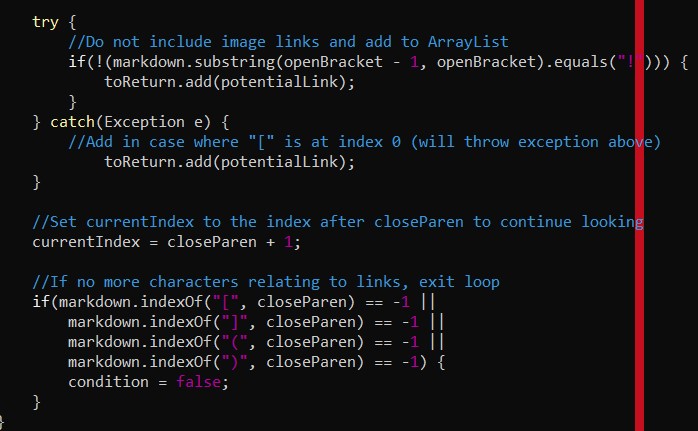 try {
//Do not include image links and add to ArrayList
if(!(markdown.substring(openBracket - 1, openBracket).equals("!"))) {
toReturn.add(potentialLink);
}
} catch(Exception e) {
//Add in case where "[" is at index 0 (will throw exception above)
toReturn.add(potentialLink);
}
//Set currentIndex to the index after closeParen to continue looking
currentIndex = closeParen + 1;
//If no more characters relating to links, exit loop
if(markdown.indexOf("[", closeParen) == -1 ||
markdown.indexOf("]", closeParen) == -1 ||
markdown.indexOf("(", closeParen) == -1 ||
markdown.indexOf(")", closeParen) == -1) {
condition = false;
}
}